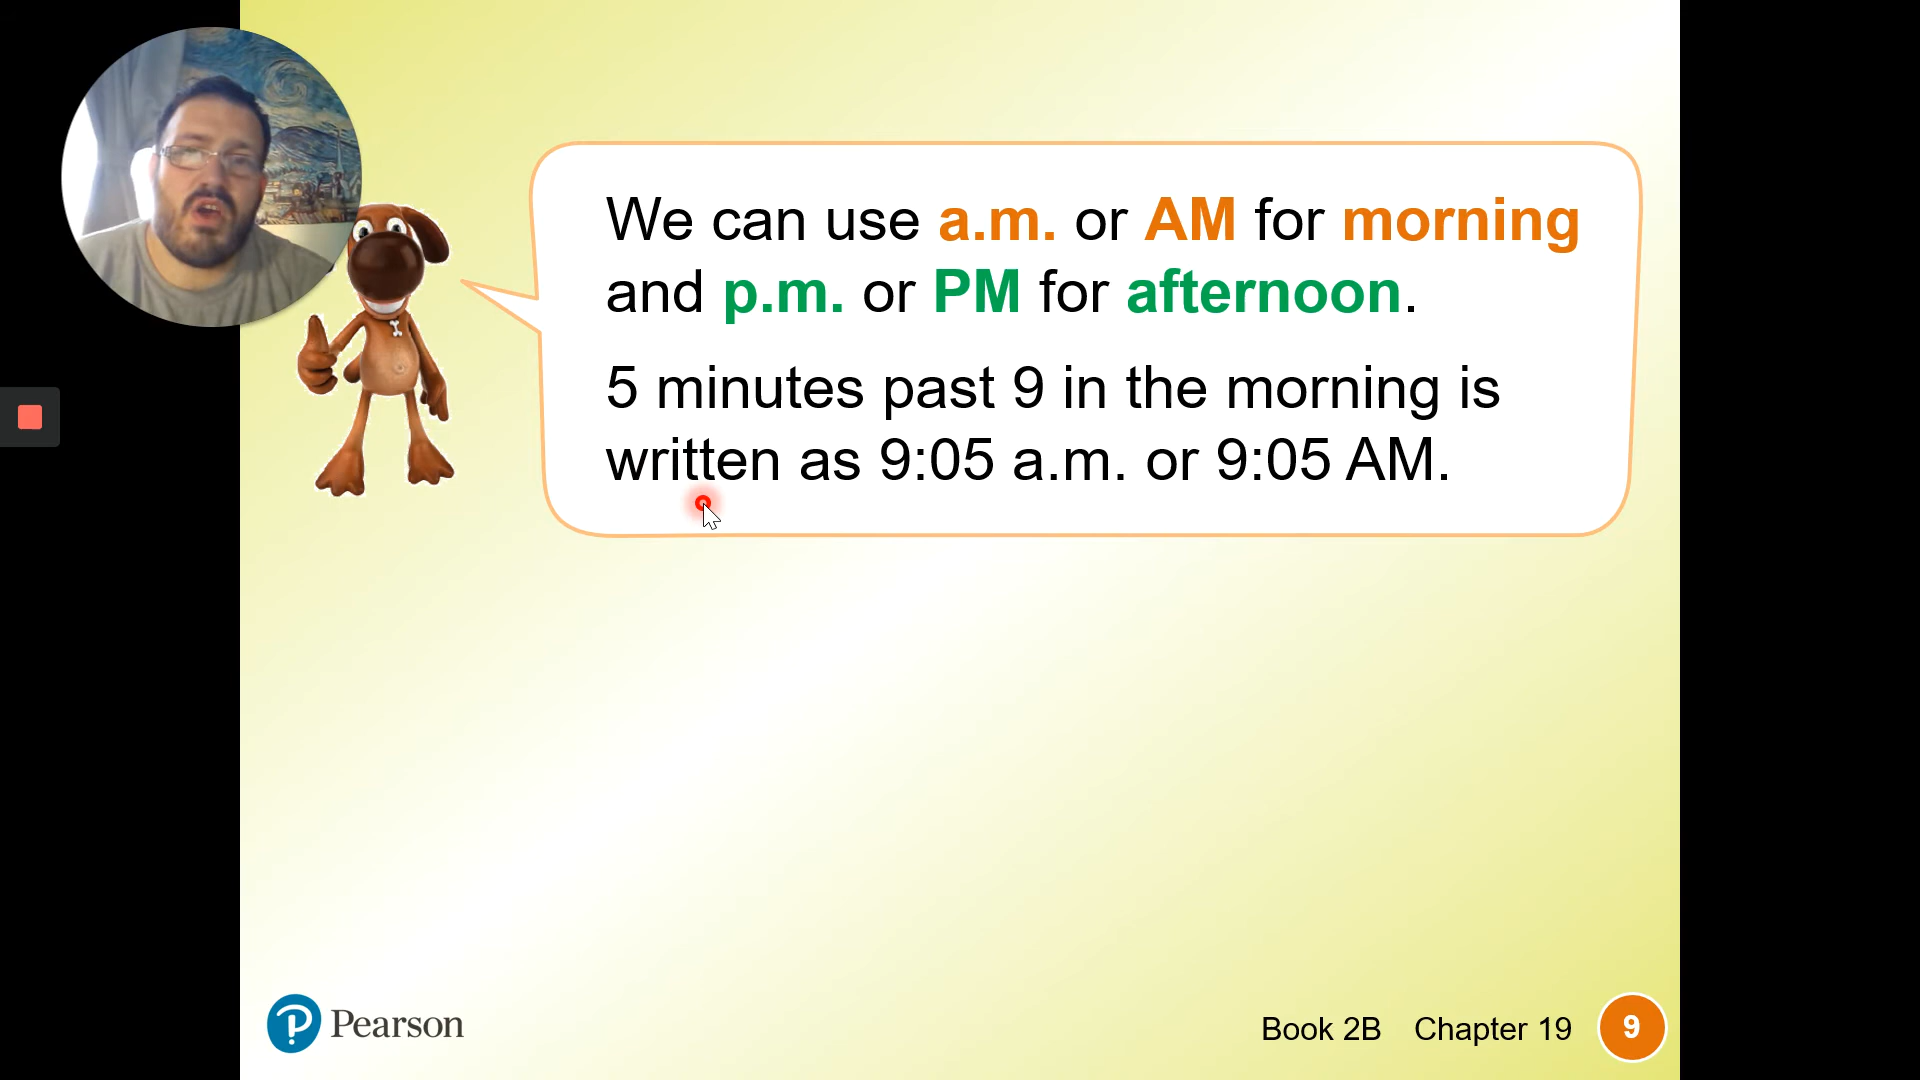 We can use a.m. or AM for morning
and p.m. or PM for afternoon.
5 minutes past 9 in the morning is
written as 9:05 a.m. or 9:05 AM.
Pearson
Book 2B Chapter 19 9